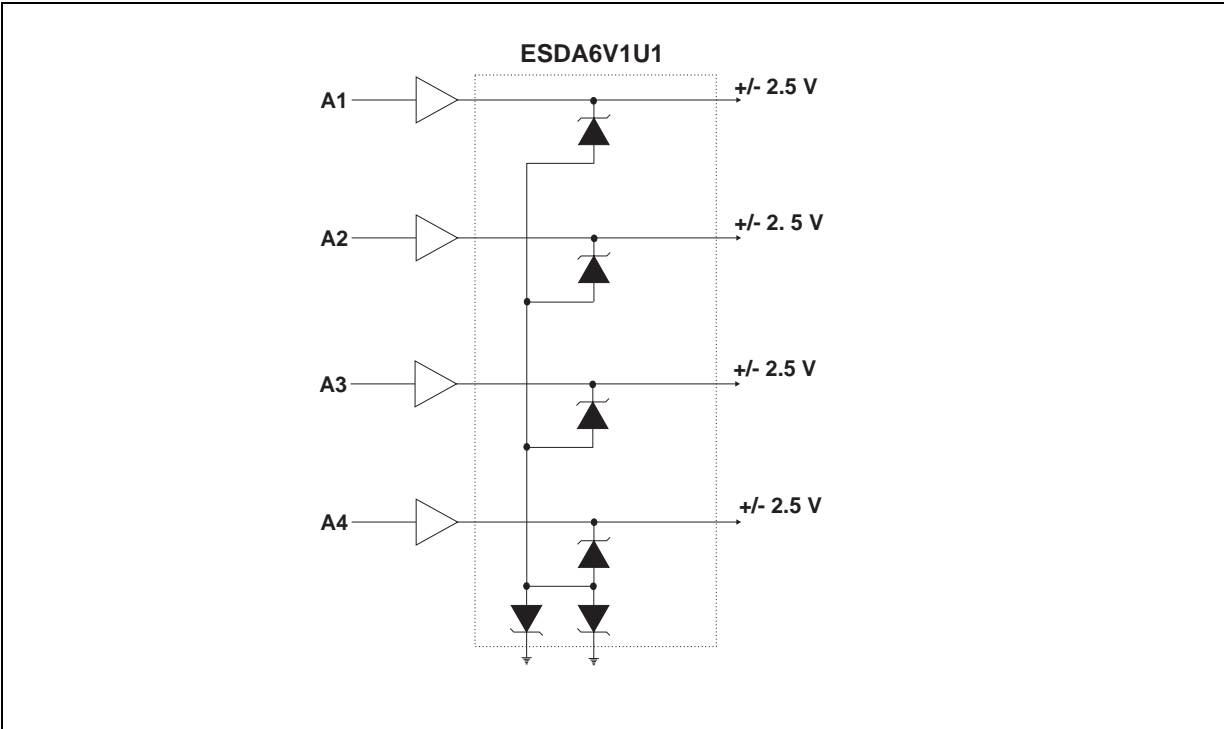 ESDA6V1U1
A1
+/- 2.5 V
A2
+/- 2. 5 V
A3
+/- 2.5 V
A4
+/- 2.5 V